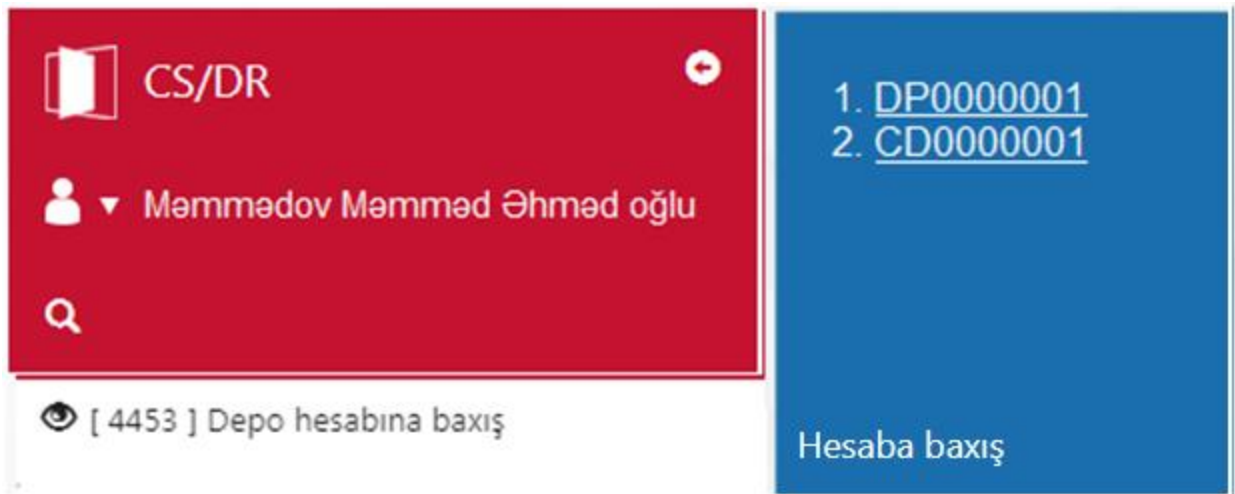 CS/DR
Məmmədov Məmməd Əhməd oğlu
[ 4453 ] Depo hesabına baxış
1. DP0000001
2. CD0000001
Hesaba baxış